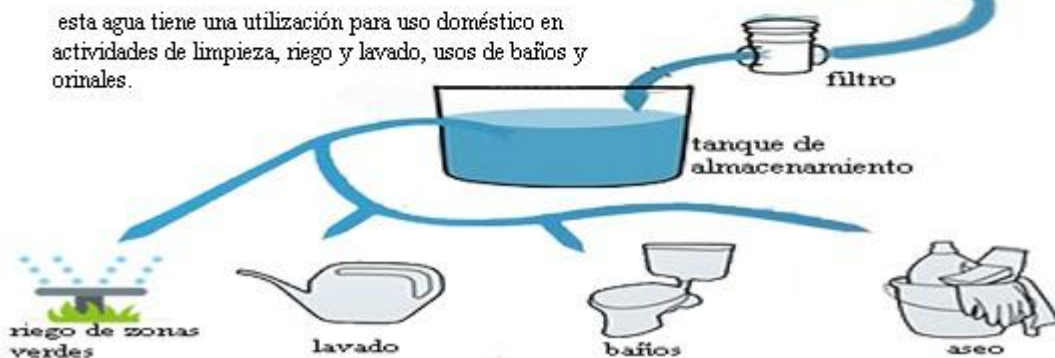 esta agua tiene una utilización para uso doméstico en
actividades de limpieza, riego y lavado, usos de baños y
orinales.
filtro
tanque de
almacenamiento
riego de zonas
verdes
lavado
baños
aseo